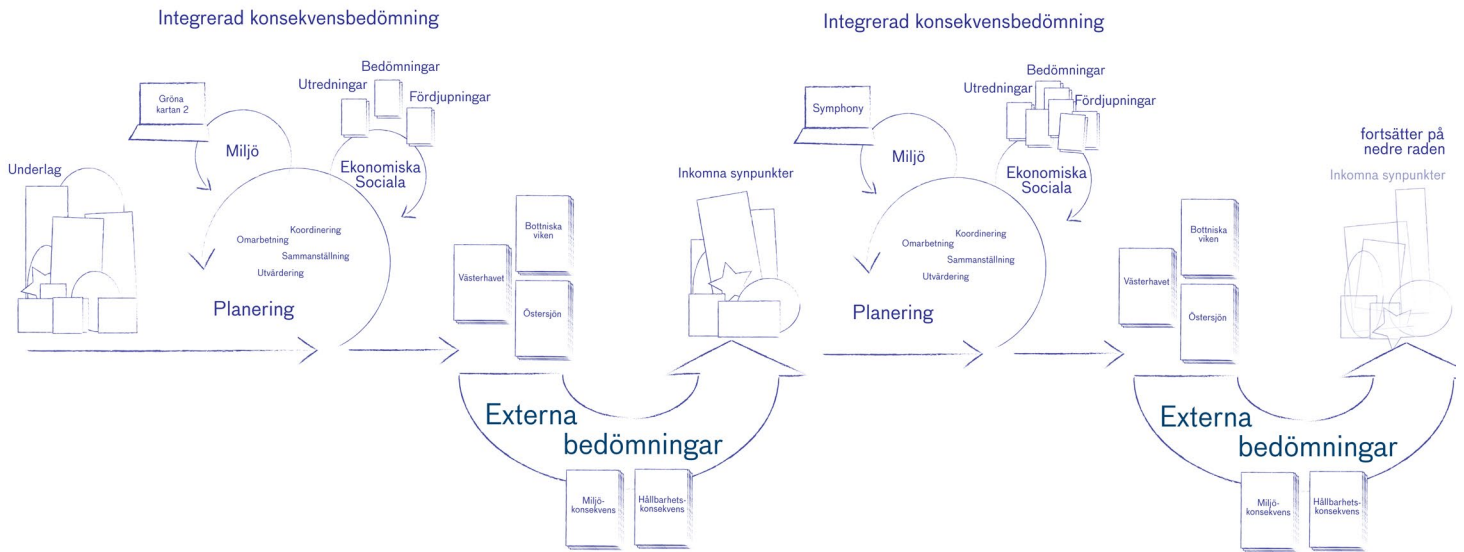 Integrerad konsekvensbedömning
Bedömningar
Utredningar
Fördjupningar
Gröna
kartan 2
Miljö
Ekonomiska
Sociala
Underlag
Koordinering
Omarbetning
Sammanställning
Utvärdering
Planering
Bottniska
viken
Västerhavet
Östersjön
Externa
bedömningar
Miljö-
konsekvens
Hållbarhets-
konsekvens
Inkomna synpunkter
Integrerad konsekvensbedömning
Bedömningar
Utredningar
Fördjupningar
Symphony
Miljö
Ekonomiska
Sociala
Koordinering
Omarbetning
Sammanställning
Utvärdering
Planering
Bottniska
viken
Västerhavet
Östersjön
Externa
bedömningar
Miljö-
konsekvens
Hållbarhets-
konsekvens
fortsätter på
nedre raden
Inkomna synpunkter